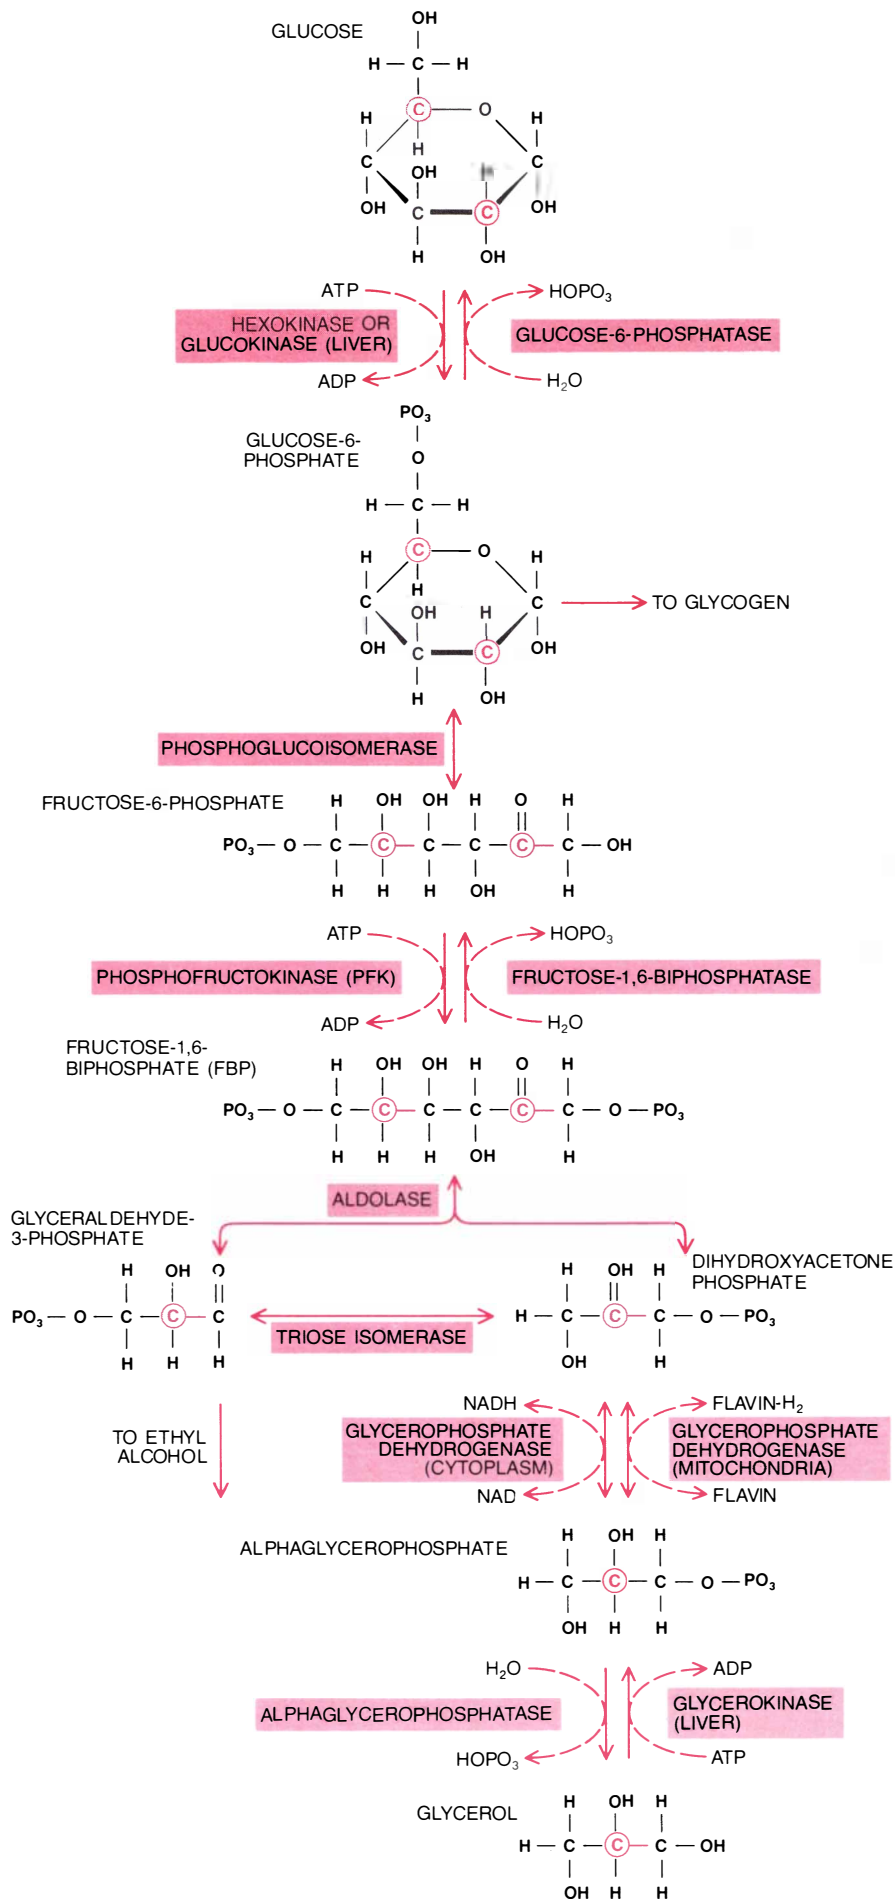 GLUCOSE
OH
H — C — H
C — O
H H
H
C OH H C
OH C C OH
H OH
ATP HOPO₃
HEXOKINASE OR
GLUCOKINASE (LIVER)
GLUCOSE-6-PHOSPHATASE
ADP H₂O
PO₃
GLUCOSE-6-
PHOSPHATE
O
H — C — H
C — O
H H
H
C OH H C
TO GLYCOGEN
OH C C OH
H OH
PHOSPHOGLUCOISOMERASE
FRUCTOSE-6-PHOSPHATE
H OH OH H O H
PO₃ — O — C — C — C — C — C — C — OH
H H H OH H
ATP HOPO₃
PHOSPHOFRUCTOKINASE (PFK)
FRUCTOSE-1,6-BIPHOSPHATASE
ADP H₂O
FRUCTOSE-1,6-
BIPHOSPHATE (FBP)
H OH OH H O H
PO₃ — O — C — C — C — C — C — C — O — PO₃
H H H OH H
ALDOLASE
GLYCERALDEHYDE-
3-PHOSPHATE
H OH O
PO₃ — O — C — C — C
H H H
TRIOSE ISOMERASE
DIHYDROXYACETONE
PHOSPHATE
H OH H
H — C — C — C — O — PO₃
OH H
TO ETHYL
ALCOHOL
NADH FLAVIN-H₂
GLYCEROPHOSPHATE
DEHYDROGENASE
(CYTOPLASM)
GLYCEROPHOSPHATE
DEHYDROGENASE
(MITOCHONDRIA)
NAD FLAVIN
ALPHAGLYCEROPHOSPHATE
H OH H
H — C — C — C — O — PO₃
OH H H
H₂O ADP
ALPHAGLYCEROPHOSPHATASE
GLYCEROKINASE
(LIVER)
HOPO₃ ATP
GLYCEROL
H OH H
H — C — C — C — OH
OH H H